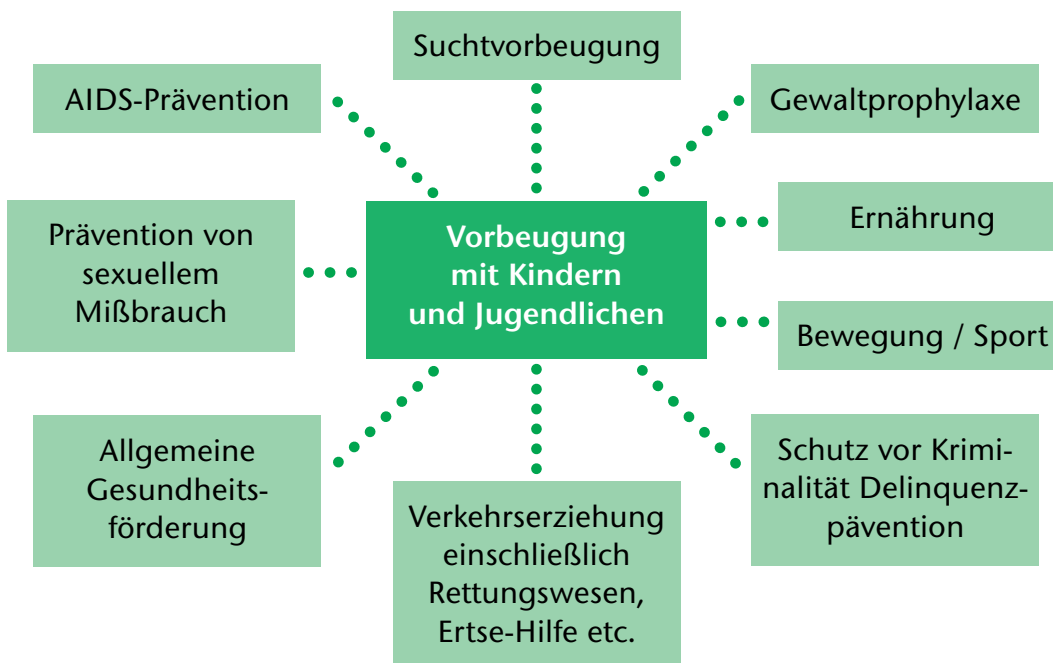 Suchtvorbeugung
AIDS-Prävention
Gewaltprophylaxe
Prävention von
sexuellem
Mißbrauch
Vorbeugung
mit Kindern
und Jugendlichen
Ernährung
Bewegung / Sport
Allgemeine
Gesundheits-
förderung
Verkehrserziehung
einschließlich
Rettungswesen,
Ertse-Hilfe etc.
Schutz vor Krimi-
nalität Delinquenz-
pävention